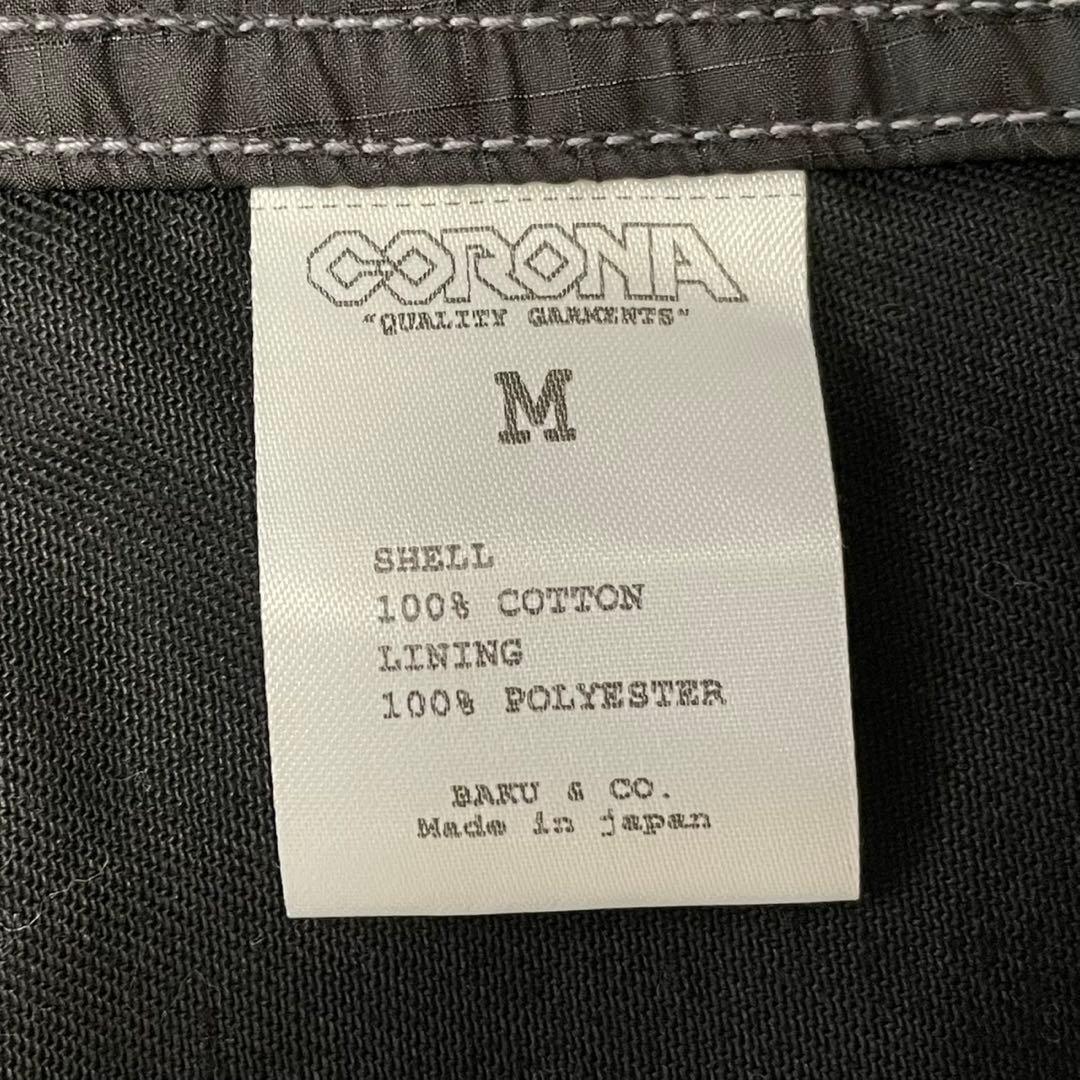 CORONA
"QUALITY GARMENTS"
M
SHELL
100% COTTON
LINING
100% POLYESTER
BAKU & CO.
Made in japan